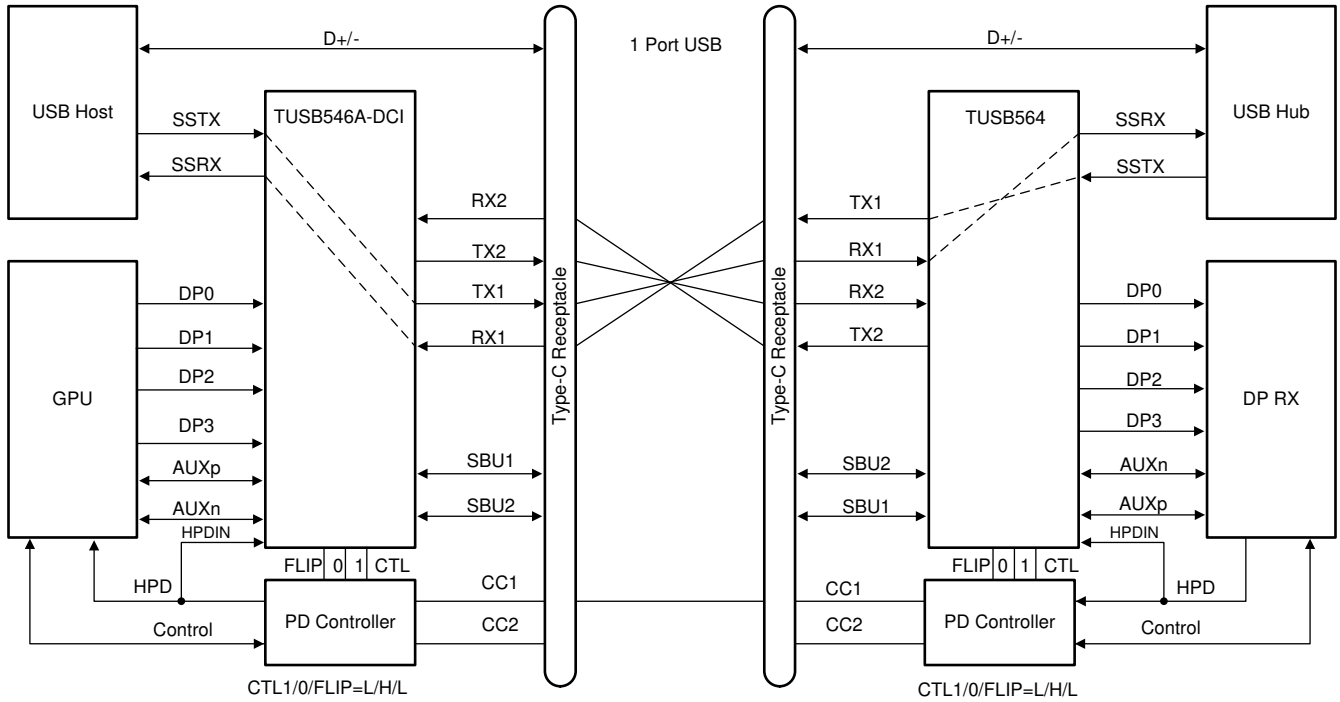 D+/-
1 Port USB
D+/-
USB Host
TUSB546A-DCI
TUSB564
USB Hub
SSTX
SSRX
SSRX
SSTX
RX2
TX2
TX1
RX1
TX1
RX1
RX2
TX2
Type-C Receptacle
Type-C Receptacle
GPU
DP0
DP1
DP2
DP3
AUXp
AUXn
HPDIN
SBU1
SBU2
SBU2
SBU1
DP0
DP1
DP2
DP3
AUXn
AUXp
HPDIN
DP RX
FLIP 0 1 CTL
FLIP 0 1 CTL
HPD
Control
PD Controller
CC1
CC2
CC1
CC2
PD Controller
HPD
Control
CTL1/0/FLIP=L/H/L
CTL1/0/FLIP=L/H/L